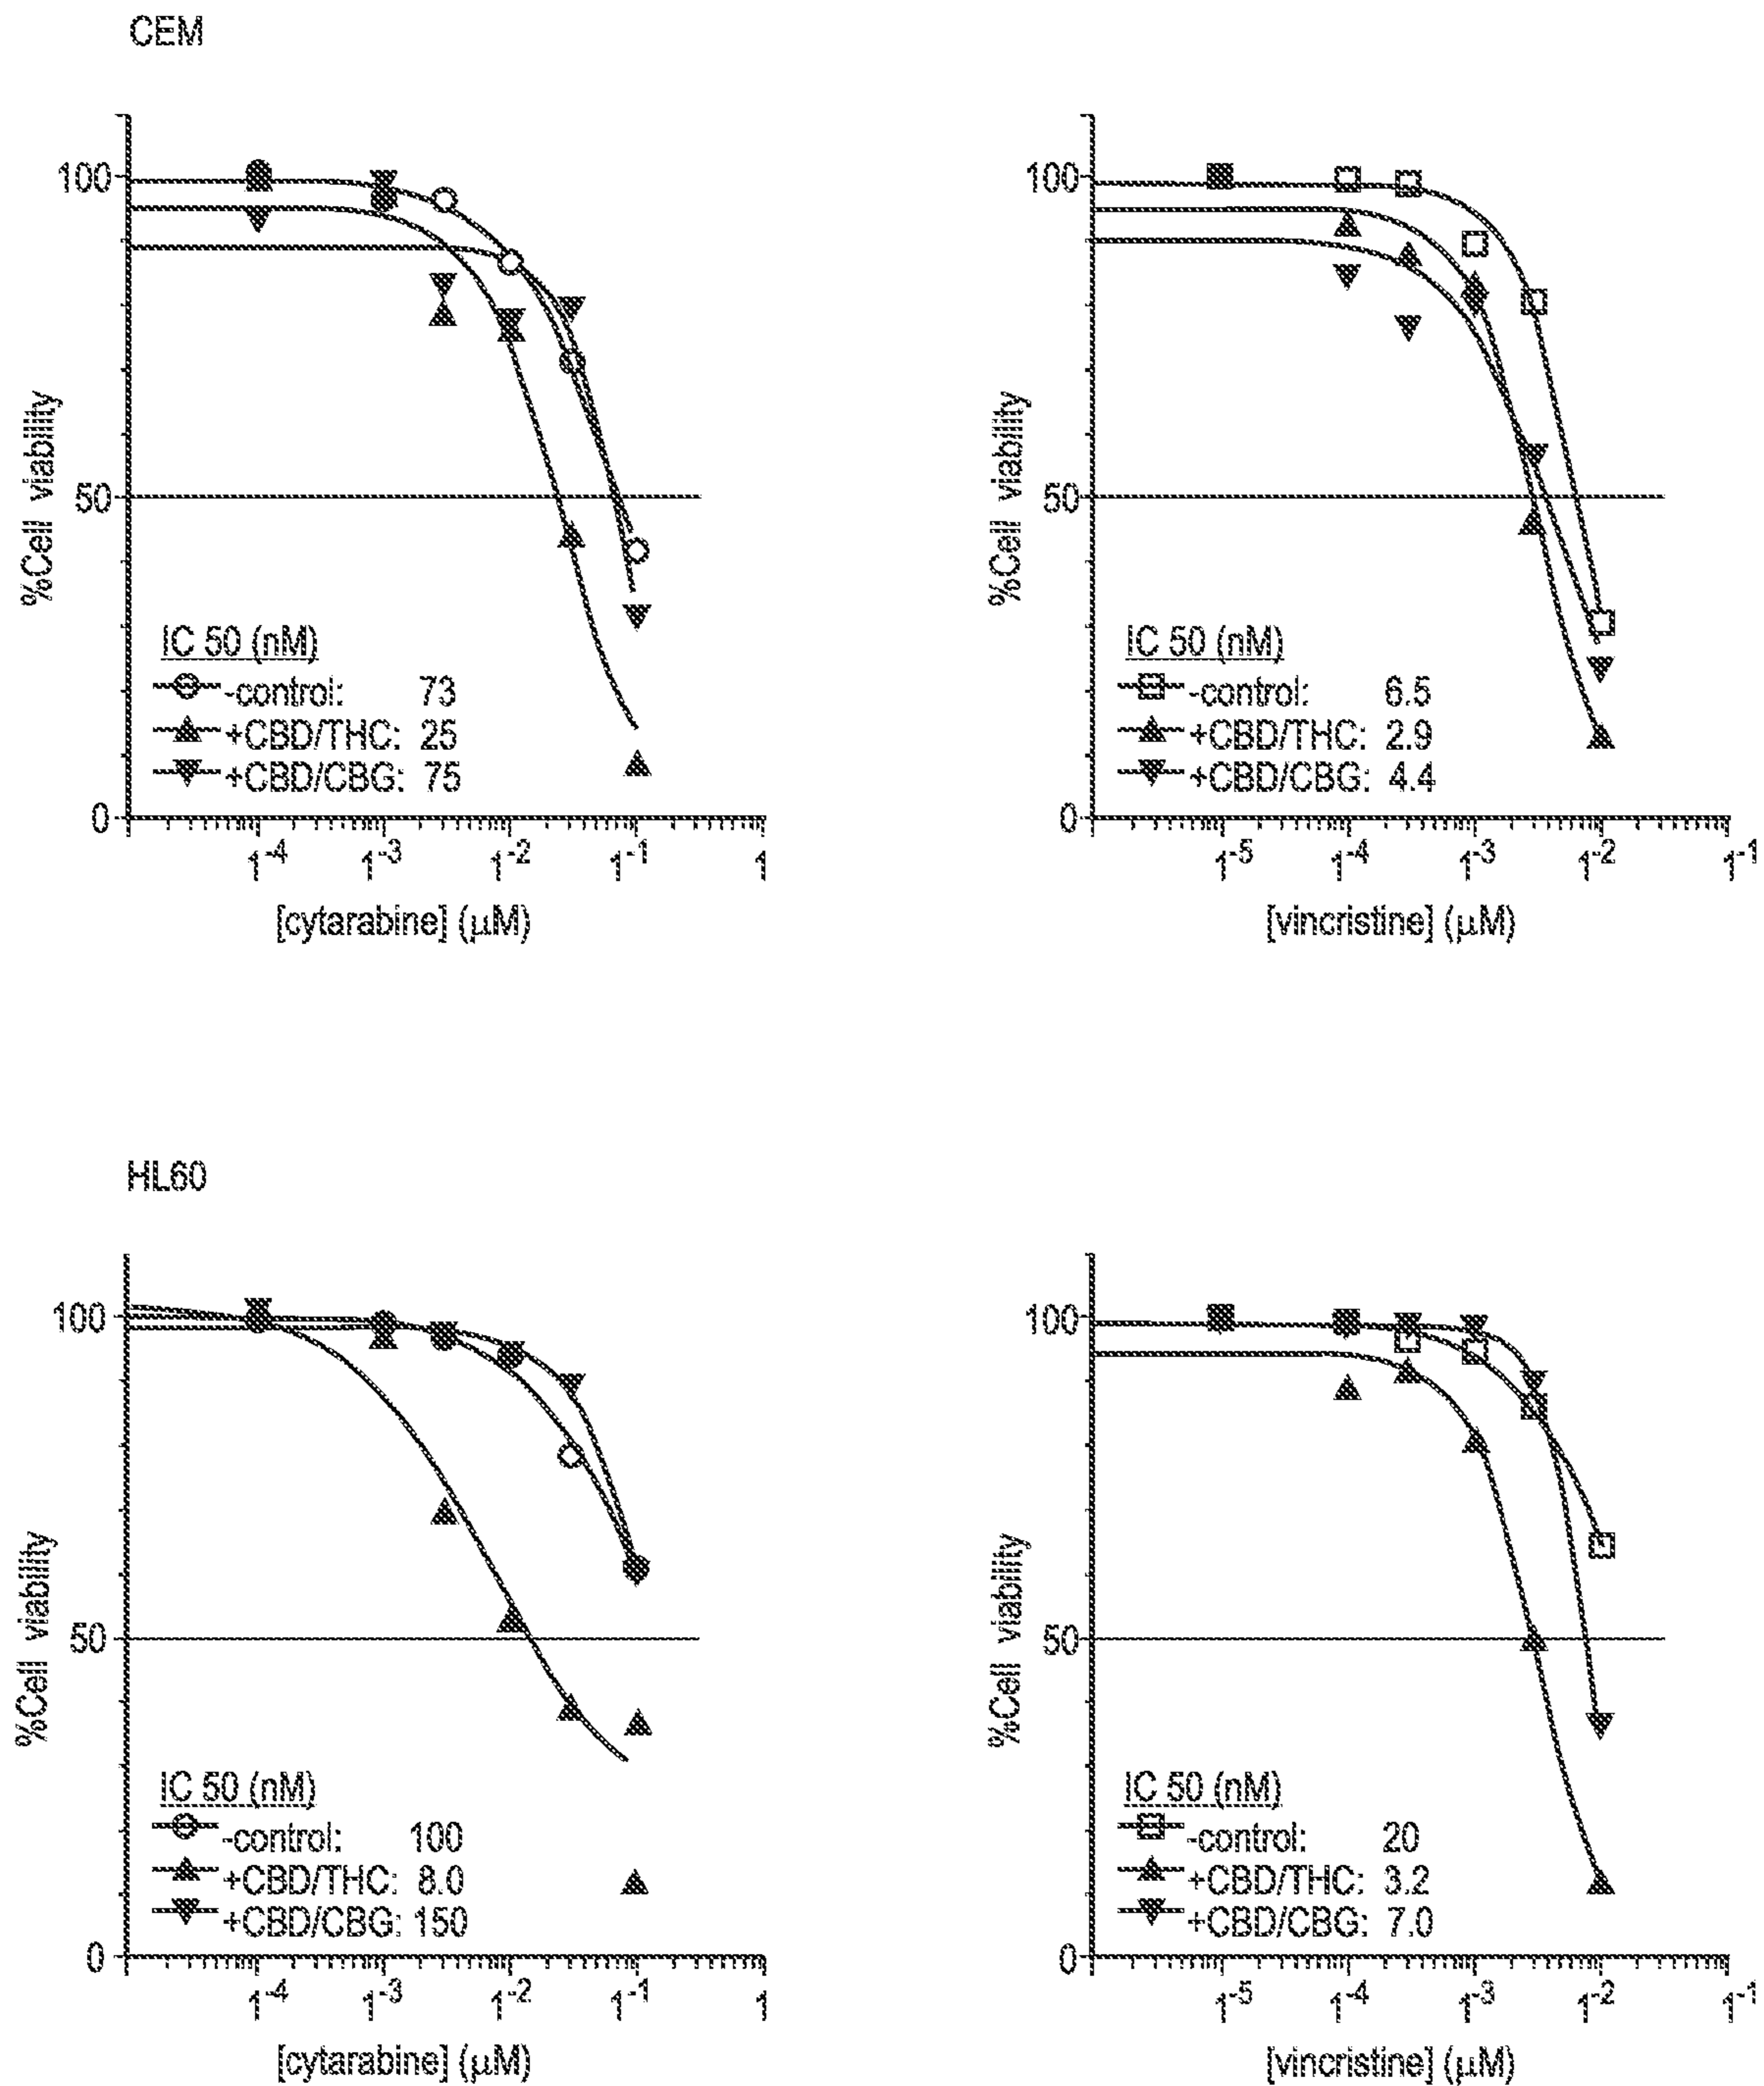 CEM
%Cell viability
100
50
0
IC 50 (nM)
-control: 73
+CBD/THC: 25
+CBD/CBG: 75
1-4 1-3 1-2 1-1 1
[cytarabine] (μM)
%Cell viability
100
50
0
IC 50 (nM)
-control: 6.5
+CBD/THC: 2.9
+CBD/CBG: 4.4
1-5 1-4 1-3 1-2 1-1
[vincristine] (μM)
HL60
%Cell viability
100
50
0
IC 50 (nM)
-control: 100
+CBD/THC: 8.0
+CBD/CBG: 150
1-4 1-3 1-2 1-1 1
[cytarabine] (μM)
%Cell viability
100
50
0
IC 50 (nM)
-control: 20
+CBD/THC: 3.2
+CBD/CBG: 7.0
1-5 1-4 1-3 1-2 1-1
[vincristine] (μM)